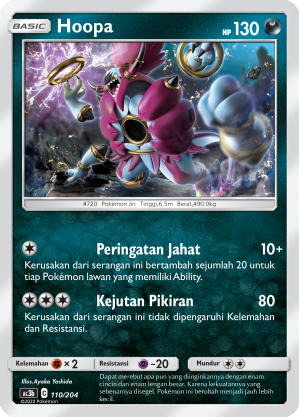 BASIC Hoopa HP 130
#720 Pokémon Jin Tinggi,6.5m Berat,490.0kg
Peringatan Jahat 10+
Kerusakan dari serangan ini bertambah sejumlah 20 untuk
tiap Pokémon lawan yang memiliki Ability.
Kejutan Pikiran 80
Kerusakan dari serangan ini tidak dipengaruhi Kelemahan
dan Resistansi.
Kelemahan ×2 Resistansi -20 Mundur
Illus.Ayaka Yoshida
AC3b G 110/204
©2020 Pokémon
Dapat merebut apa pun yang diinginkannya dengan enam
cincin dan enam lengan besar. Karena kekuatannya yang
sebenarnya disegel, Pokémon ini berubah menjadi jauh lebih
kecil.